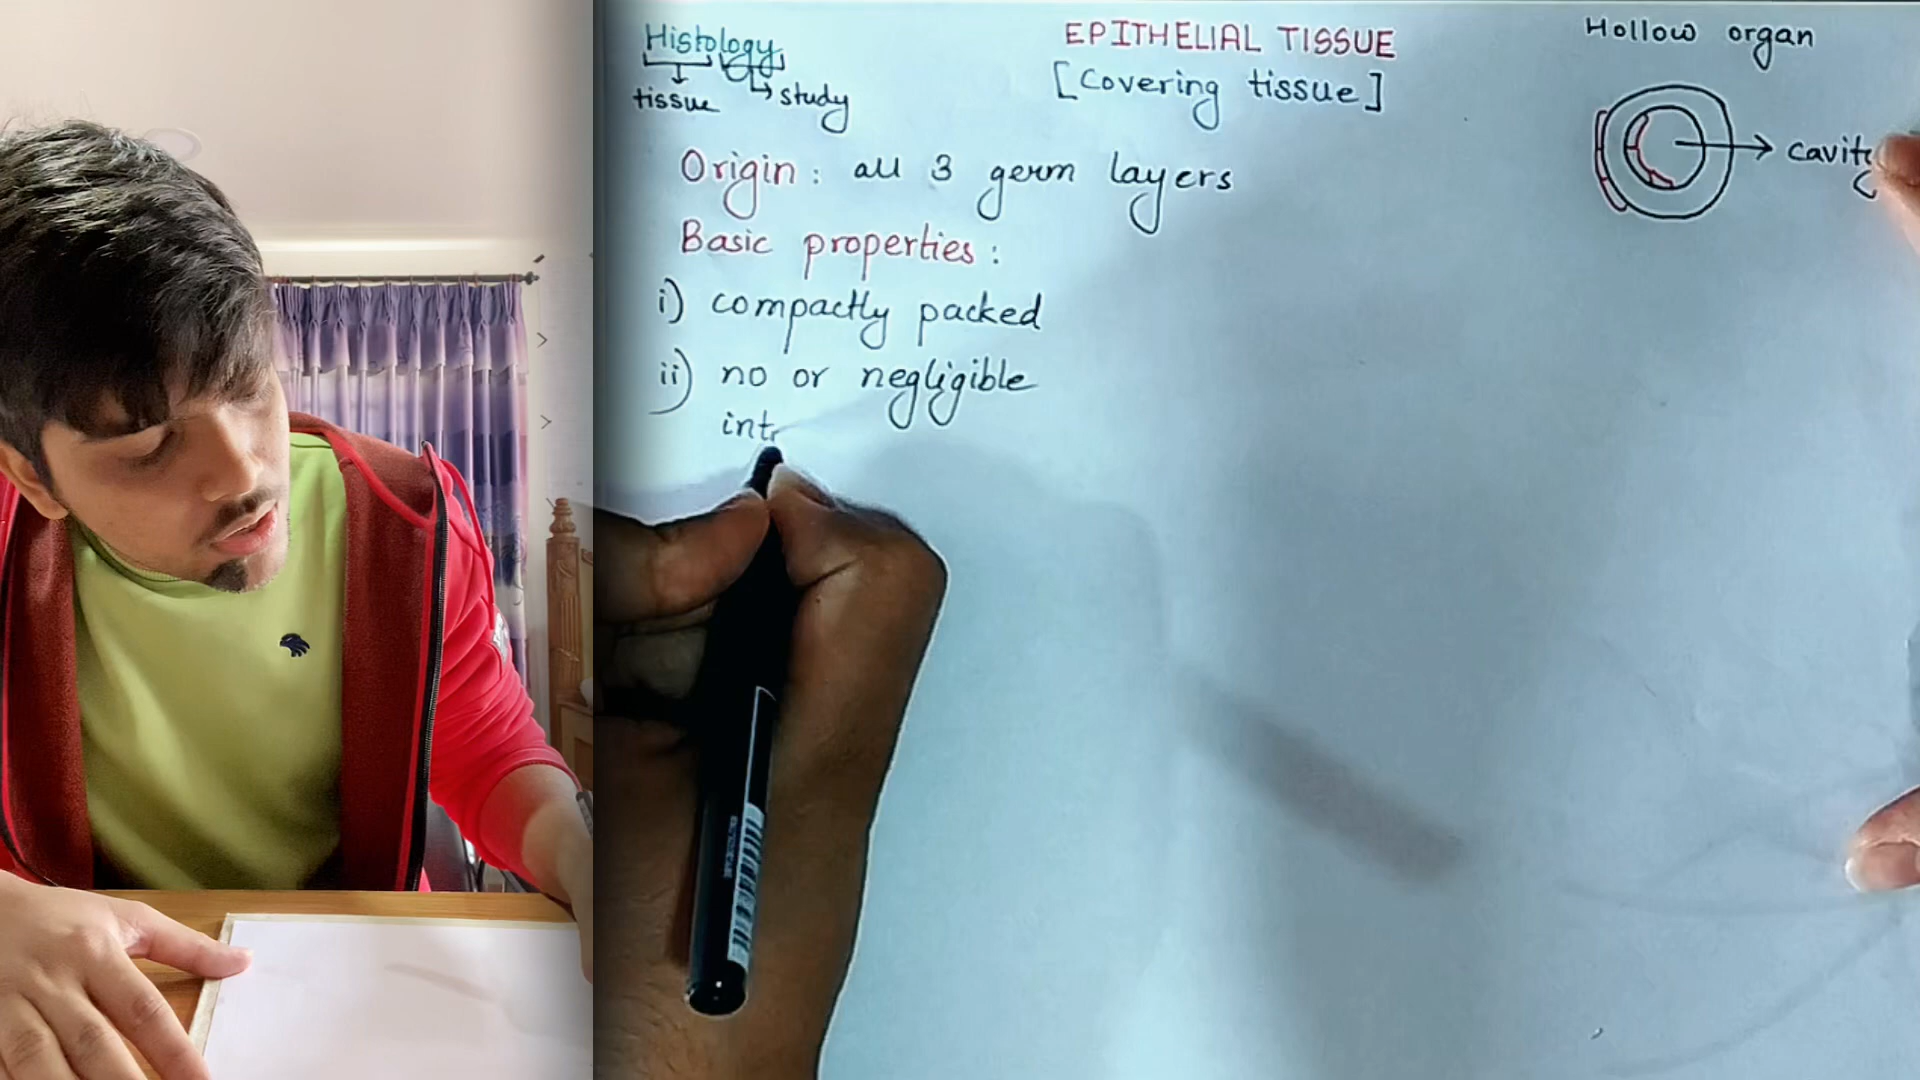 Histology
tissue study
EPITHELIAL TISSUE
[Covering tissue]
Hollow organ
cavity
Origin : all 3 germ layers
Basic properties :
i) compactly packed
ii) no or negligible